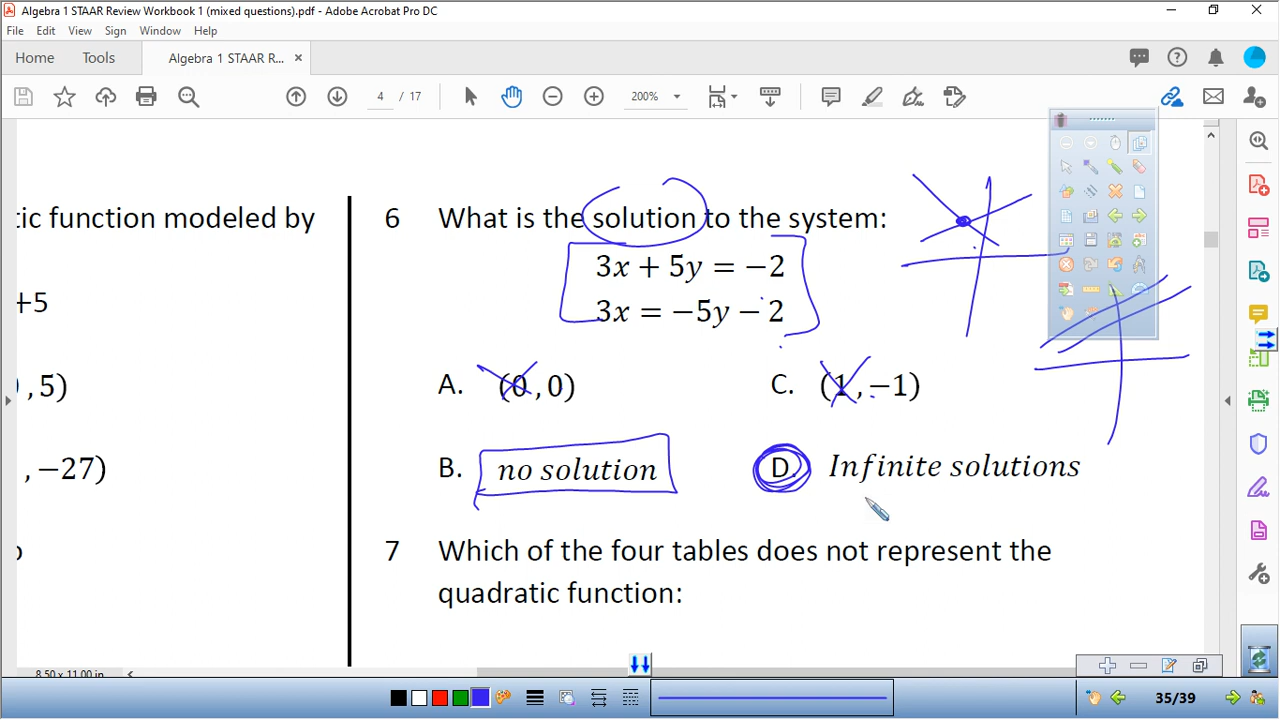 Algebra 1 STAAR Review Workbook 1 (mixed questions).pdf - Adobe Acrobat Pro DC
File Edit View Sign Window Help
Home Tools Algebra 1 STAAR R... ×
4 / 17 200%
tic function modeled by
+5
, 5)
, −27)
6 What is the solution to the system:
3x + 5y = −2
3x = −5y − 2
A. (0 , 0) C. (1 , −1)
B. no solution D. Infinite solutions
7 Which of the four tables does not represent the
quadratic function:
8.50 x 11.00 in
35/39